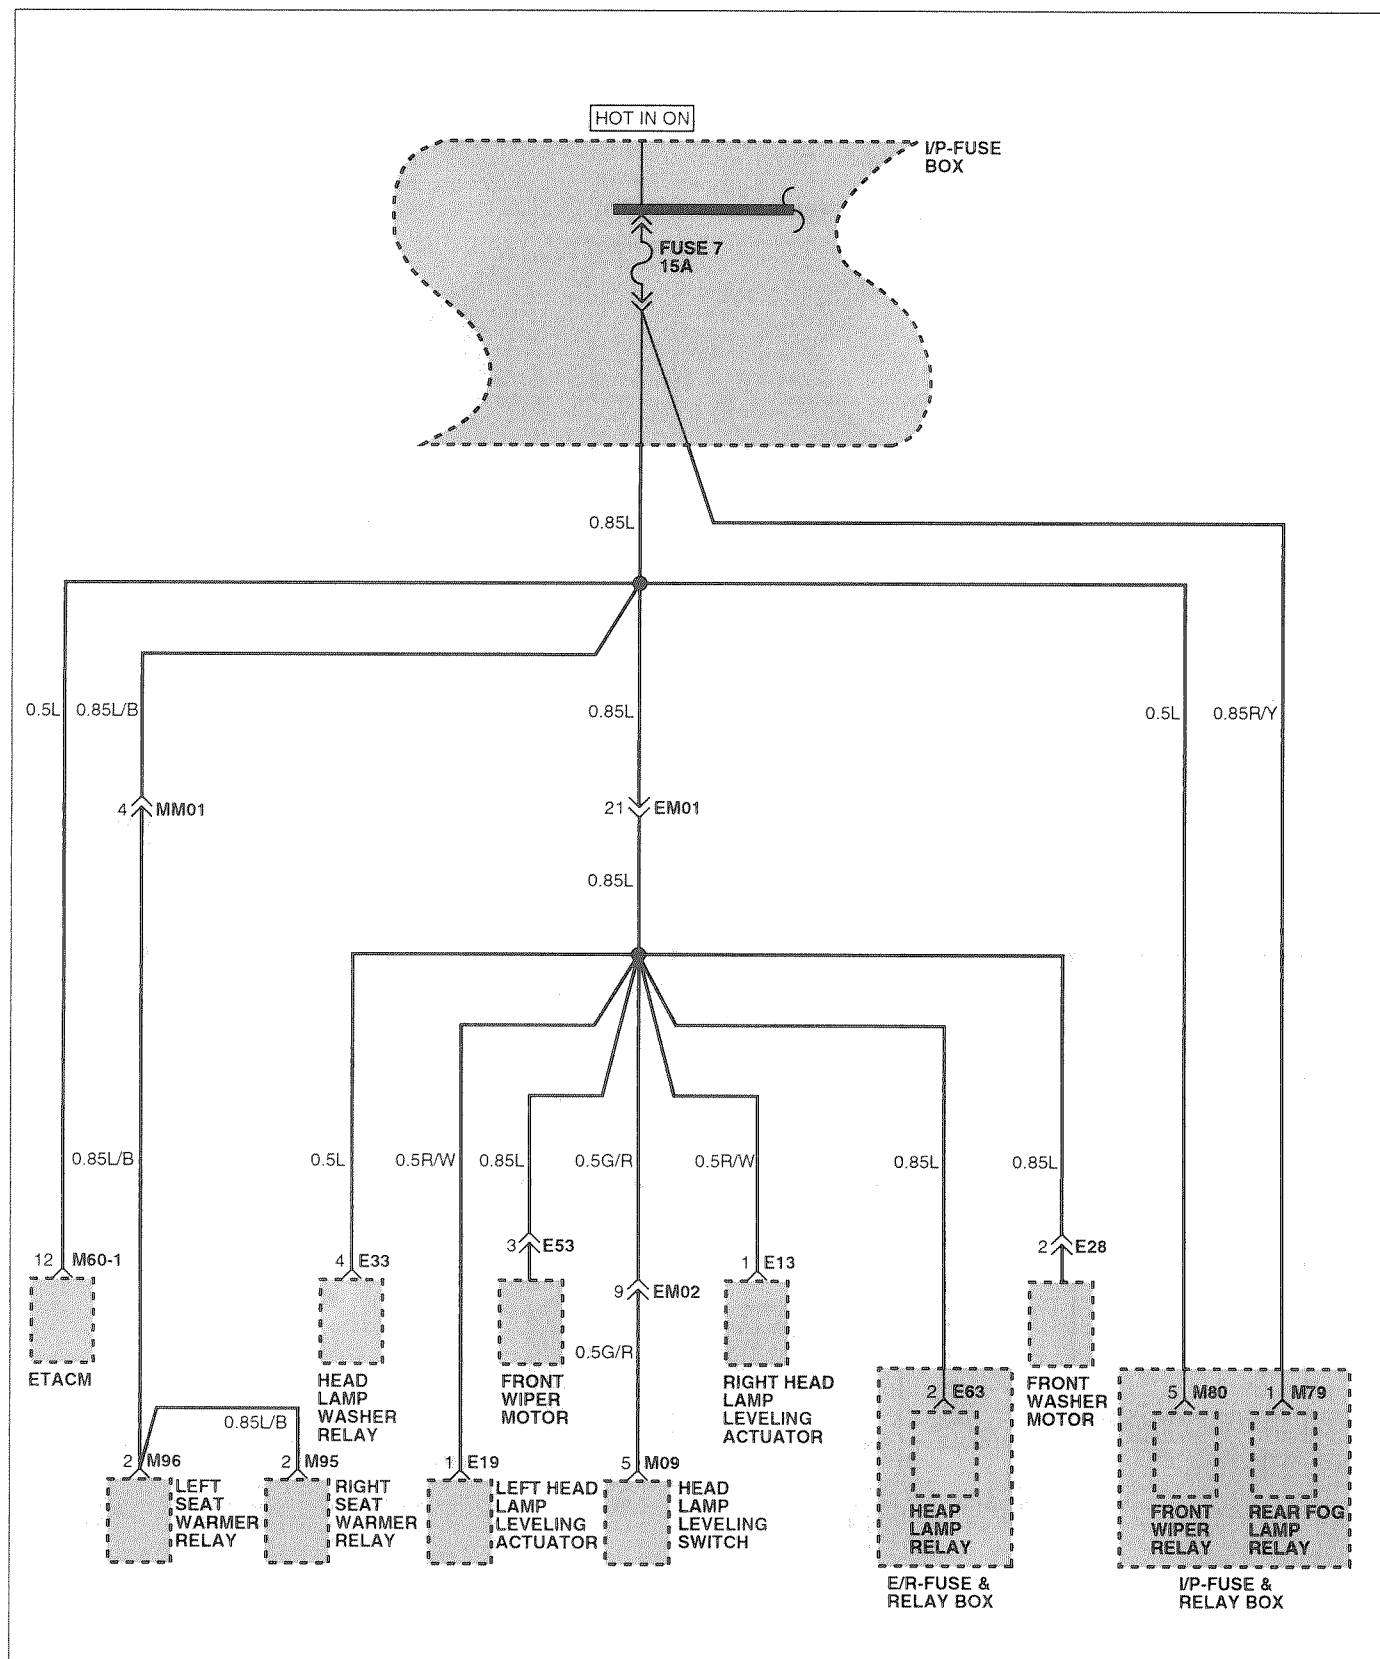 HOT IN ON
I/P-FUSE
BOX
FUSE 7
15A
0.85L
0.5L
0.85L/B
0.85L
0.5L
0.85R/Y
4
MM01
21
EM01
0.85L
0.85L/B
0.5L
0.5R/W
0.85L
0.5G/R
0.5R/W
0.85L
0.85L
12
M60-1
ETACM
4
E33
HEAD
LAMP
WASHER
RELAY
3
E53
FRONT
WIPER
MOTOR
9
EM02
0.5G/R
1
E13
RIGHT HEAD
LAMP
LEVELING
ACTUATOR
2
E28
FRONT
WASHER
MOTOR
0.85L/B
2
M96
LEFT
SEAT
WARMER
RELAY
2
M95
RIGHT
SEAT
WARMER
RELAY
1
E19
LEFT HEAD
LAMP
LEVELING
ACTUATOR
5
M09
HEAD
LAMP
LEVELING
SWITCH
2
E63
HEAP
LAMP
RELAY
E/R-FUSE &
RELAY BOX
5
M80
FRONT
WIPER
RELAY
1
M79
REAR FOG
LAMP
RELAY
I/P-FUSE &
RELAY BOX